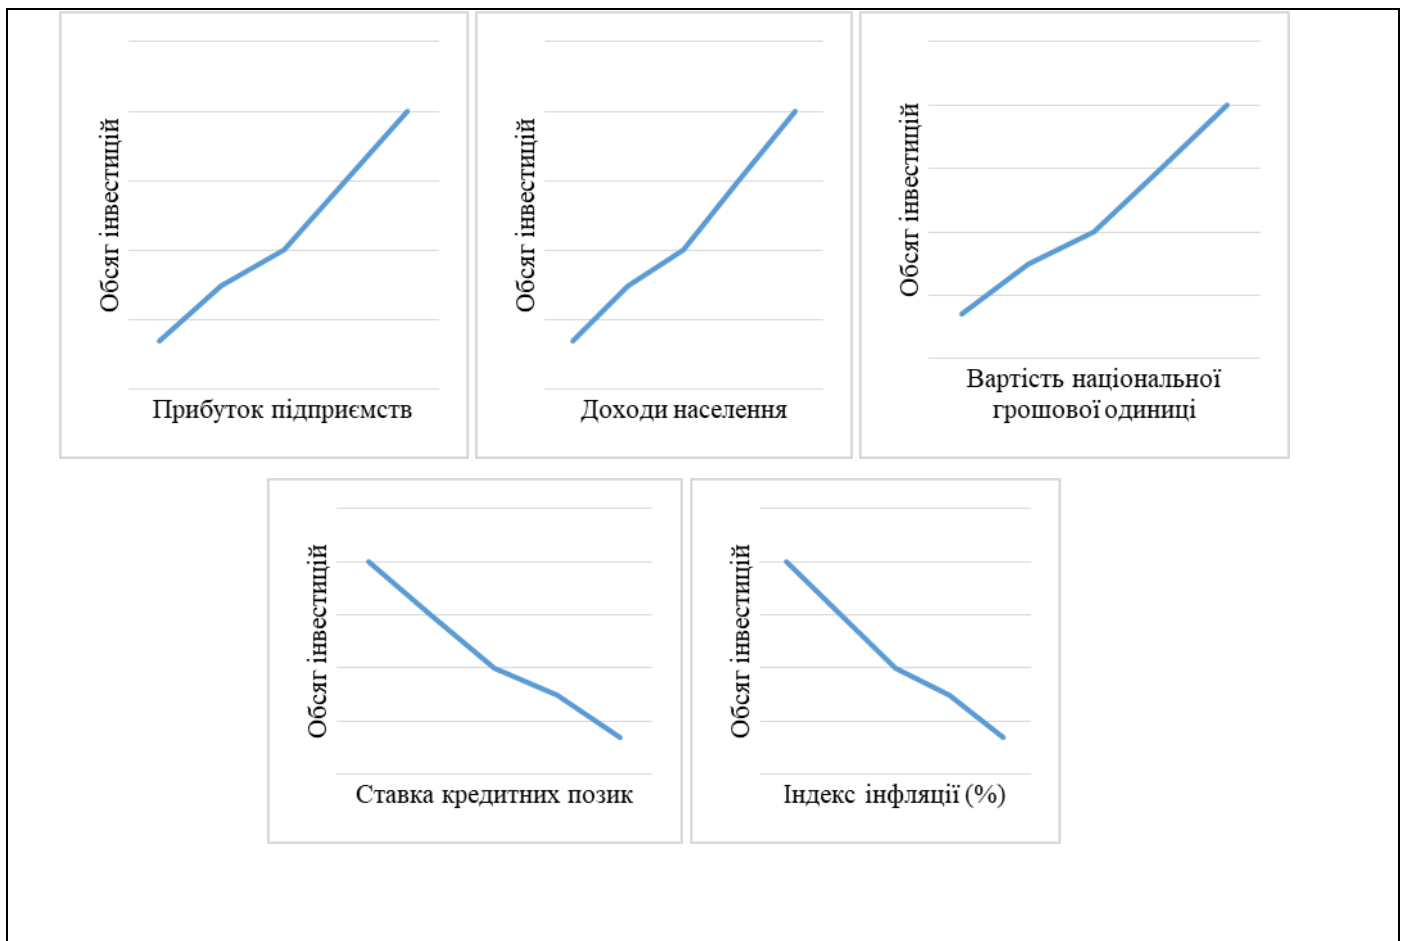 Обсяг інвестицій
Прибуток підприємств
Обсяг інвестицій
Доходи населення
Обсяг інвестицій
Вартість національної
грошової одиниці
Обсяг інвестицій
Ставка кредитних позик
Обсяг інвестицій
Індекс інфляції (%)